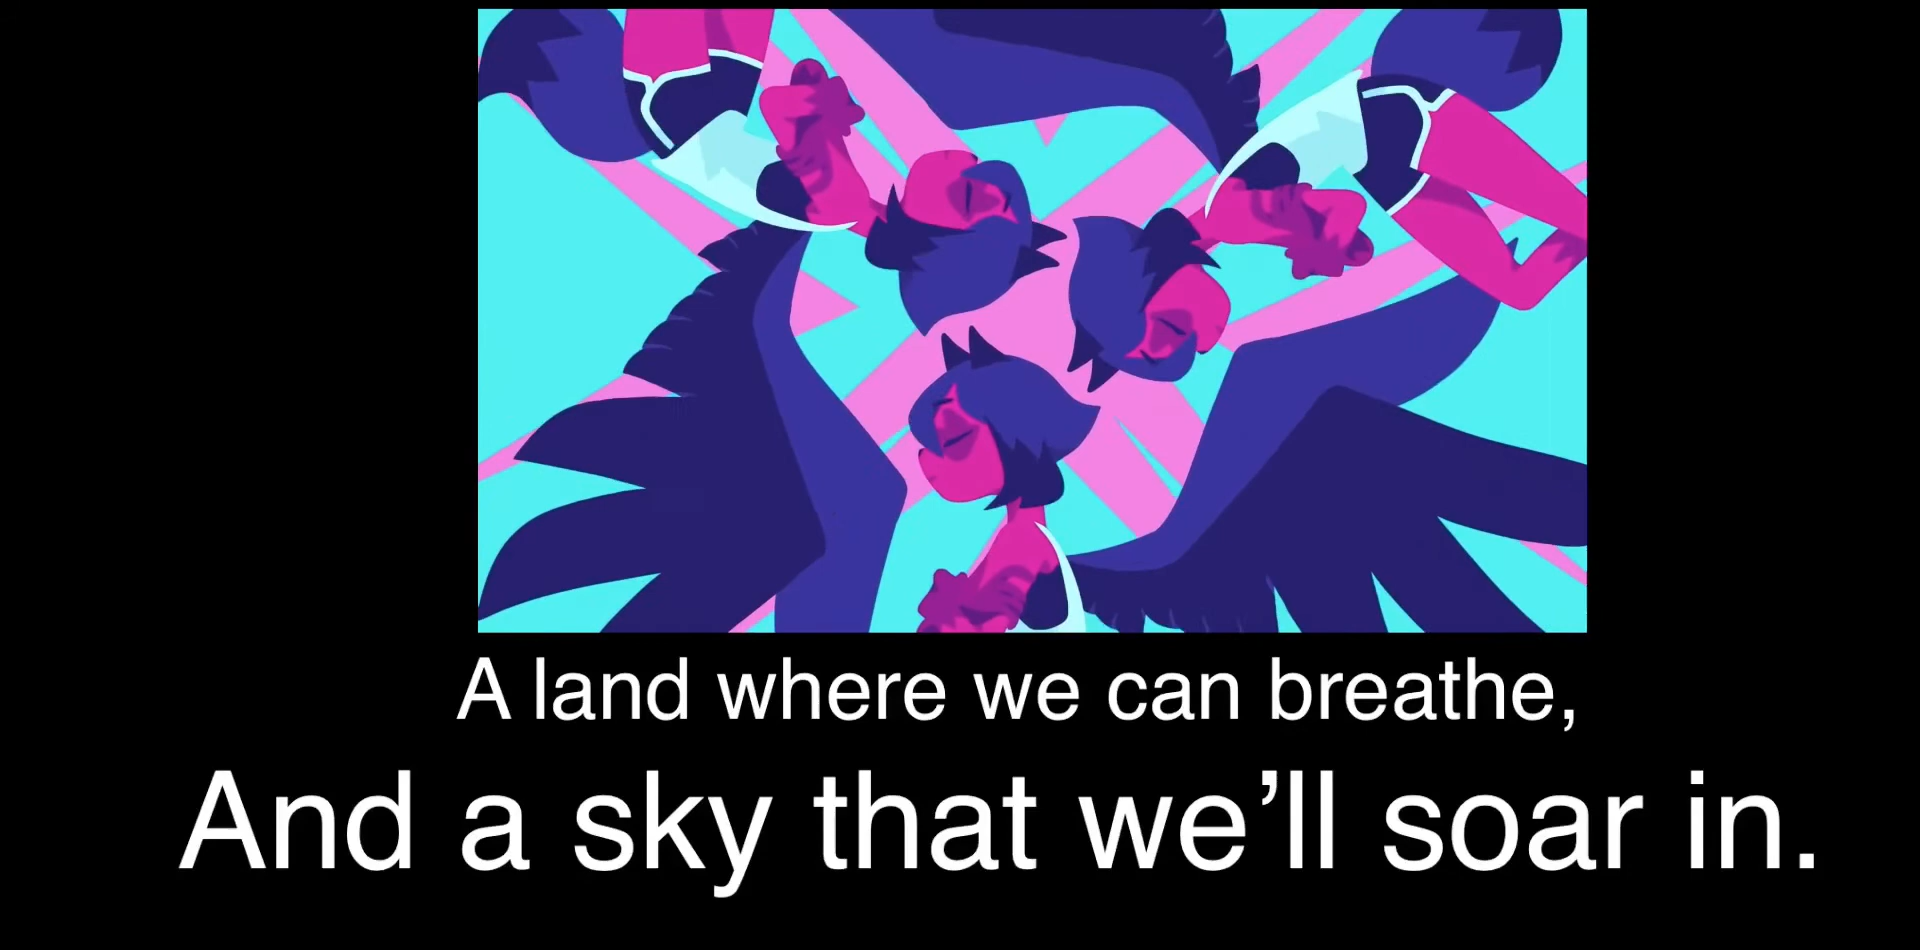 A land where we can breathe,
And a sky that we’ll soar in.